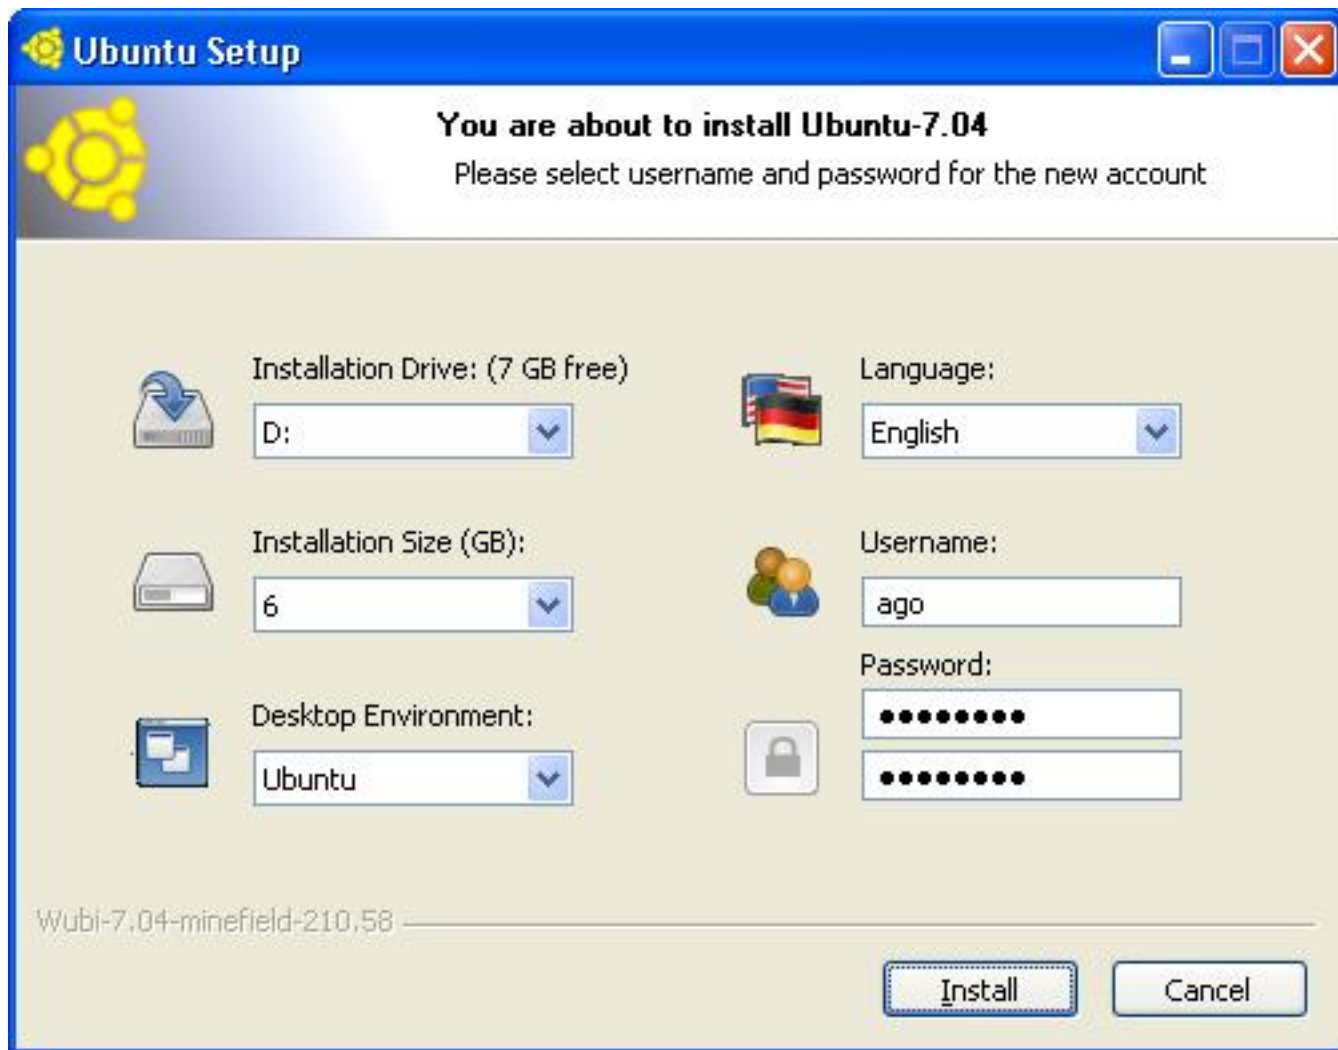 Ubuntu Setup
You are about to install Ubuntu-7.04
Please select username and password for the new account
Installation Drive: (7 GB free)
D:
Installation Size (GB):
6
Desktop Environment:
Ubuntu
Language:
English
Username:
ago
Password:
●●●●●●●●
●●●●●●●●
Wubi-7.04-minefield-210.58
Install
Cancel